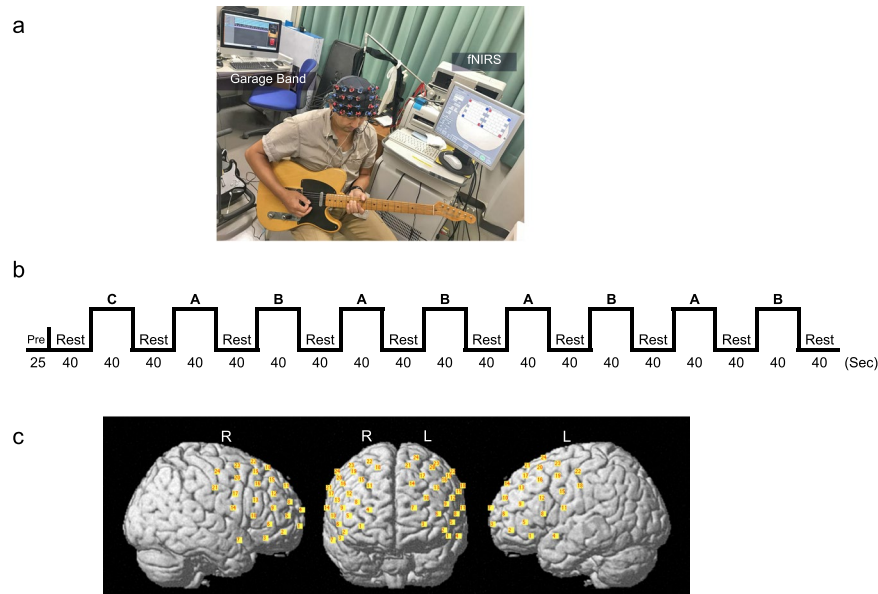 a
Garage Band
fNIRS
b
C A B A B A B A B
Pre Rest Rest Rest Rest Rest Rest Rest Rest Rest Rest
25 40 40 40 40 40 40 40 40 40 40 40 40 40 40 40 40 40 40 40 (Sec)
c
R R L L